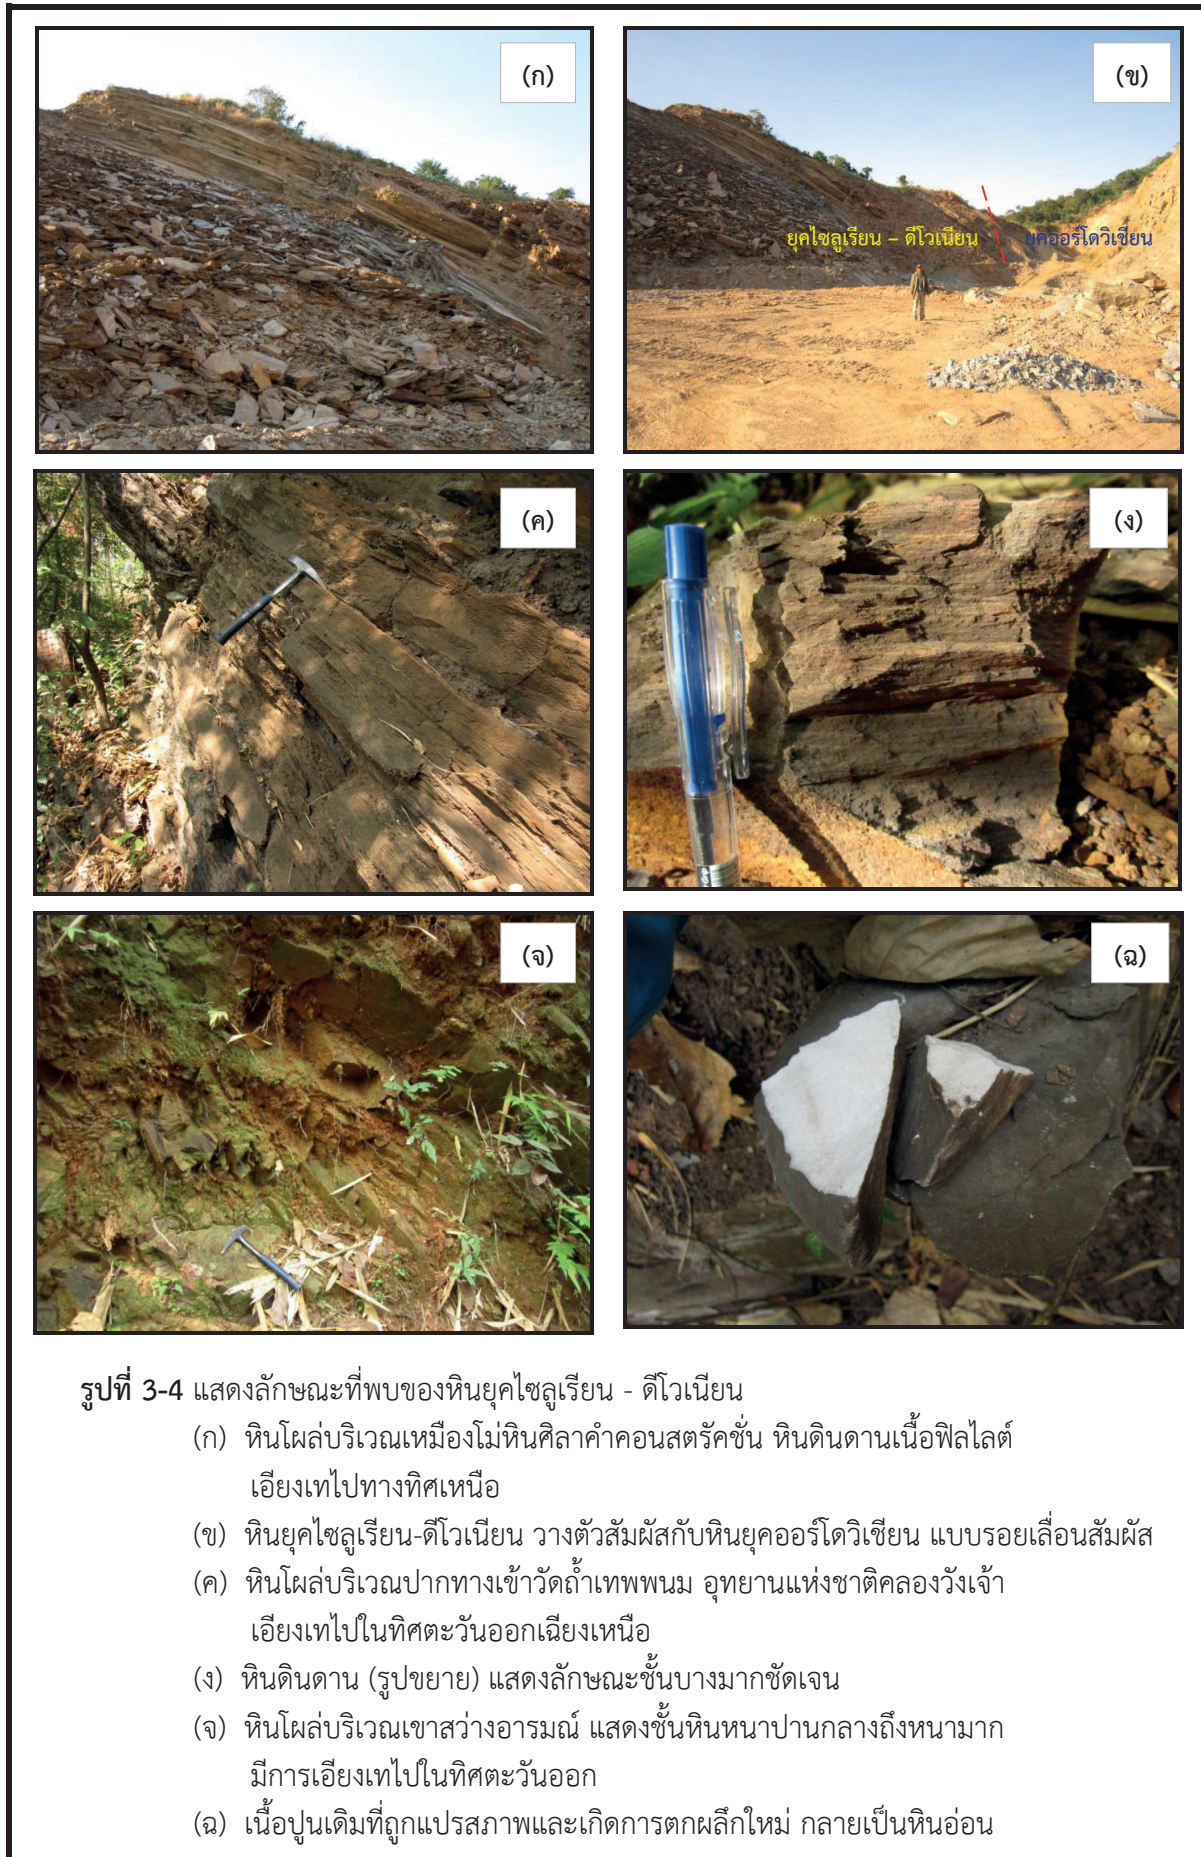 (ก)
(ข)
ยุคไซลูเรียน – ดีโวเนียน
ยุคออร์โดวิเชียน
(ค)
(ง)
(จ)
(ฉ)
รูปที่ 3-4 แสดงลักษณะที่พบของหินยุคไซลูเรียน - ดีโวเนียน
(ก) หินโผล่บริเวณเหมืองโม่หินศิลาคำคอนสตรัคชั่น หินดินดานเนื้อฟิลไลต์
เอียงเทไปทางทิศเหนือ
(ข) หินยุคไซลูเรียน-ดีโวเนียน วางตัวสัมผัสกับหินยุคออร์โดวิเชียน แบบรอยเลื่อนสัมผัส
(ค) หินโผล่บริเวณปากทางเข้าวัดถ้ำเทพพนม อุทยานแห่งชาติคลองวังเจ้า
เอียงเทไปในทิศตะวันออกเฉียงเหนือ
(ง) หินดินดาน (รูปขยาย) แสดงลักษณะชั้นบางมากชัดเจน
(จ) หินโผล่บริเวณเขาสว่างอารมณ์ แสดงชั้นหินหนาปานกลางถึงหนามาก
มีการเอียงเทไปในทิศตะวันออก
(ฉ) เนื้อปูนเดิมที่ถูกแปรสภาพและเกิดการตกผลึกใหม่ กลายเป็นหินอ่อน